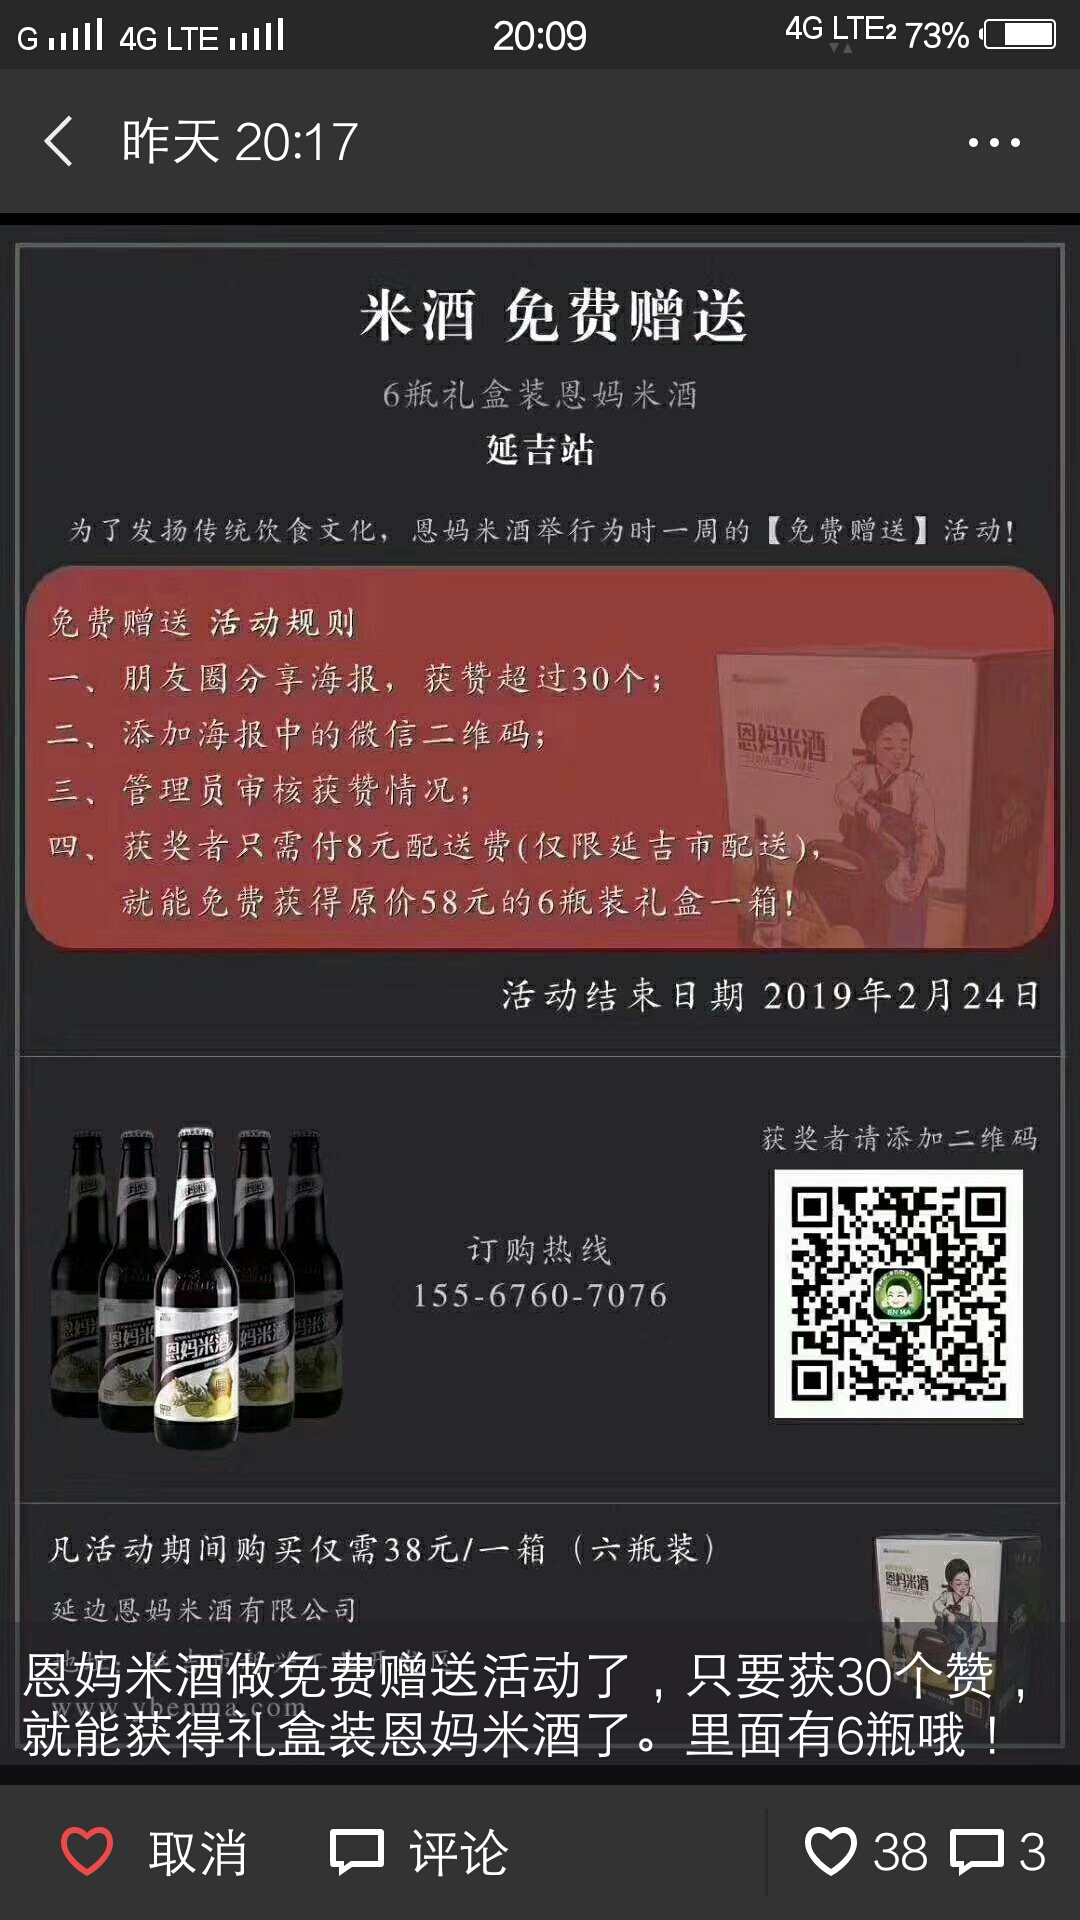 G 4G LTE 20:09 4G LTE2 73%
昨天 20:17
米酒 免费赠送
6瓶礼盒装恩妈米酒
延吉站
为了发扬传统饮食文化，恩妈米酒举行为时一周的【免费赠送】活动！
免费赠送 活动规则
一、朋友圈分享海报，获赞超过30个；
二、添加海报中的微信二维码；
三、管理员审核获赞情况；
四、获奖者只需付8元配送费(仅限延吉市配送)，
就能免费获得原价58元的6瓶装礼盒一箱！
恩妈米酒
活动结束日期 2019年2月24日
获奖者请添加二维码
订购热线
155-6760-7076
恩妈米酒
凡活动期间购买仅需38元/一箱（六瓶装）
延边恩妈米酒有限公司
恩妈米酒
www.ybenma.com
恩妈米酒做免费赠送活动了，只要获30个赞，
就能获得礼盒装恩妈米酒了。里面有6瓶哦！
取消 评论 38 3